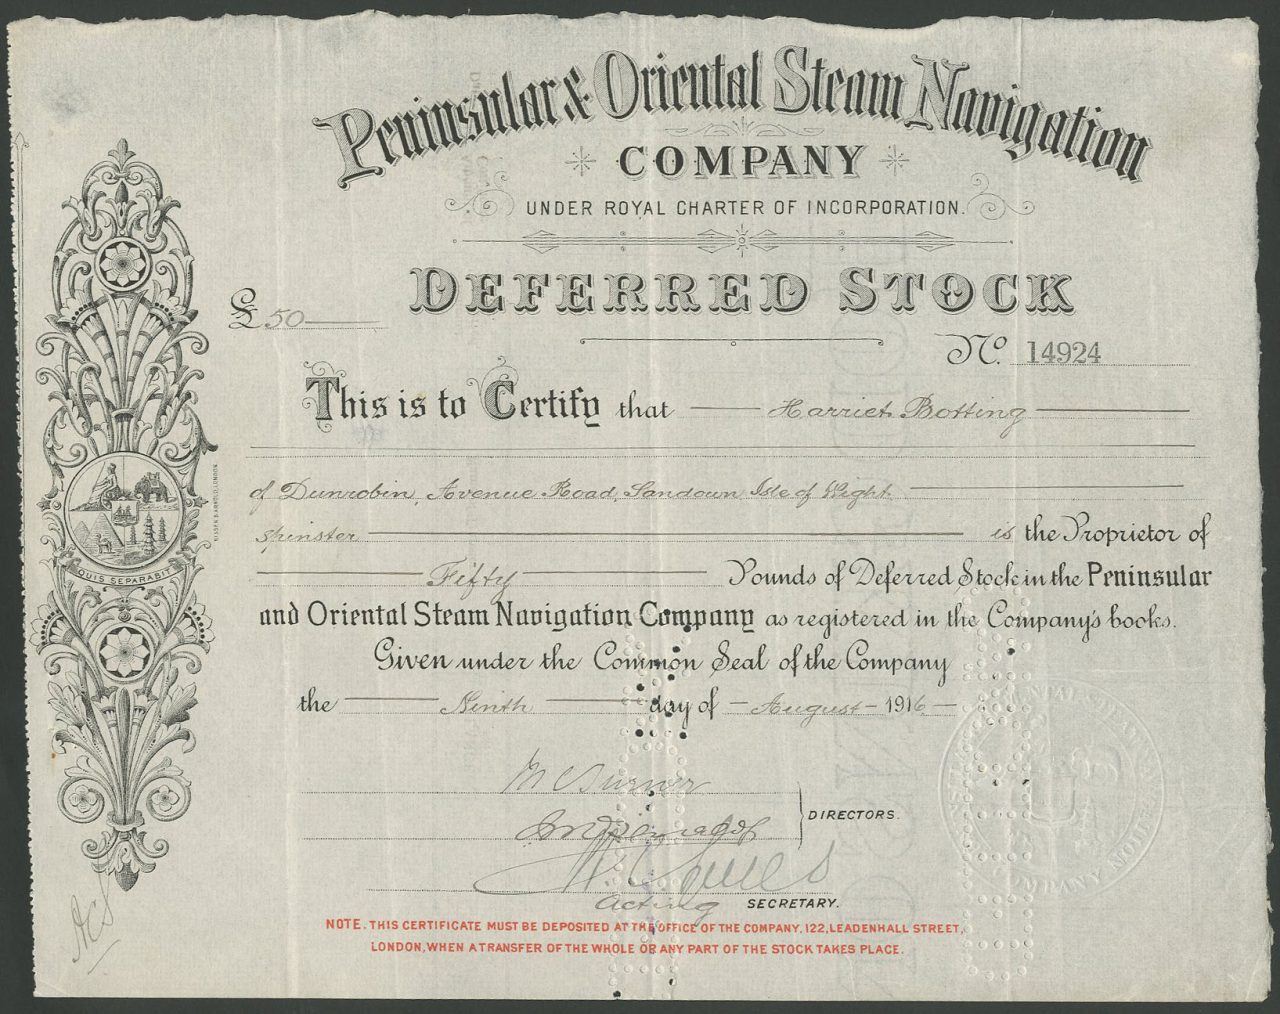 Peninsular & Oriental Steam Navigation
COMPANY
UNDER ROYAL CHARTER OF INCORPORATION.
DEFERRED STOCK
£ 50
No. 14924
This is to Certify that Harriet Botting
of Dunrobin, Avenue Road, Sandown Isle of Wight
spinster is the Proprietor of
Fifty Pounds of Deferred Stock in the Peninsular
and Oriental Steam Navigation Company as registered in the Company's books.
Given under the Common Seal of the Company
the Ninth day of August 1916
DIRECTORS.
Acting SECRETARY.
NOTE. THIS CERTIFICATE MUST BE DEPOSITED AT THE OFFICE OF THE COMPANY, 122, LEADENHALL STREET,
LONDON, WHEN A TRANSFER OF THE WHOLE OR ANY PART OF THE STOCK TAKES PLACE.
QUIS SEPARABIT